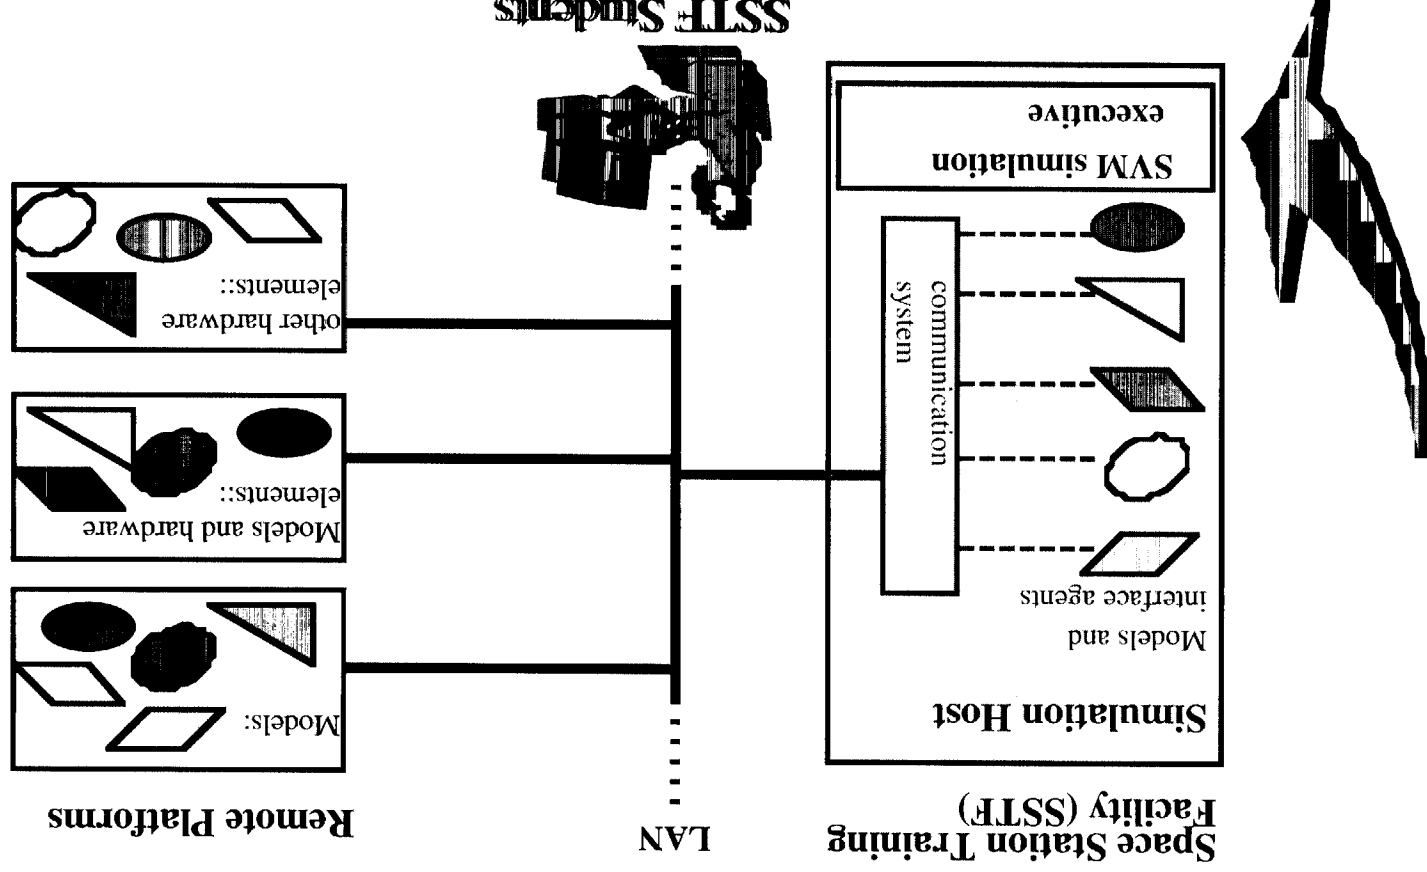 Space Station Training
Facility (SSTF)
Simulation Host
Models and
interface agents
communication
system
SVM simulation
executive
LAN
SSTF Students
Remote Platforms
Models:
Models and hardware
elements::
other hardware
elements::